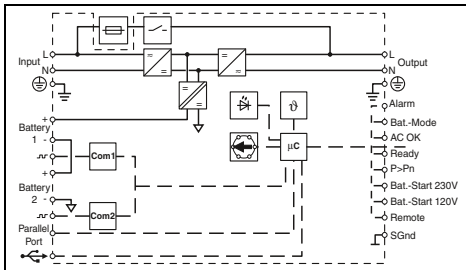 Input
L
N
+
Battery
1 -
+
Battery
2 -
Parallel
Port
Com1
Com2
ϑ
µC
L
Output
N
Alarm
Bat.-Mode
AC OK
Ready
P>Pn
Bat.-Start 230V
Bat.-Start 120V
Remote
SGnd